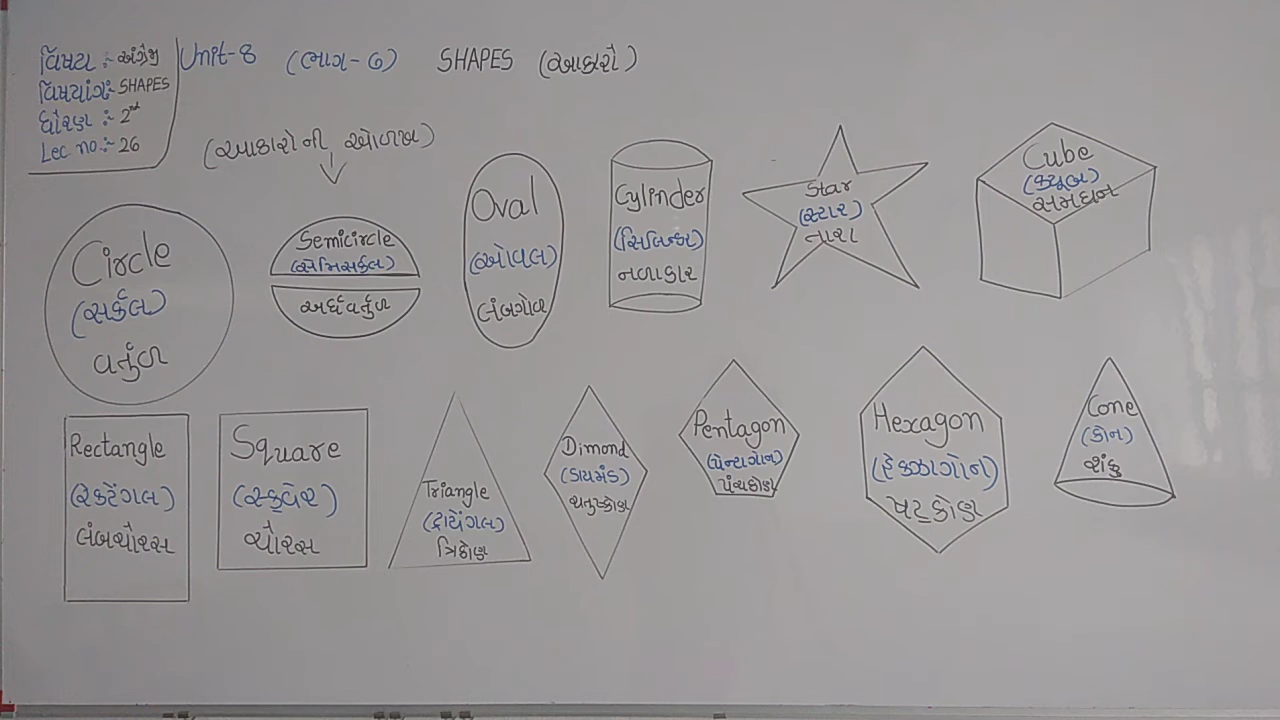 વિષય :- અંગ્રેજી
વિષયાંગ:- SHAPES
ધોરણ :- 2nd
Lec no.:- 26
Unit-8 (ભાગ-૭) SHAPES (આકારો)
(આકારોની ઓળખ)
Circle
(સર્કલ)
વર્તુળ
Semicircle
(સેમિસર્કલ)
અર્ધવર્તુળ
Oval
(ઓવલ)
લંબગોળ
Cylinder
(સિલિન્ડર)
નળાકાર
Star
(સ્ટાર)
તારા
Cube
(ક્યૂબ)
સમઘન
Rectangle
(રેક્ટેંગલ)
લંબચોરસ
Square
(સ્ક્વેર)
ચોરસ
Triangle
(ટ્રાયેંગલ)
ત્રિકોણ
Dimond
(ડાયમંડ)
ચતુષ્કોણ
Pentagon
(પેન્ટાગોન)
પંચકોણ
Hexagon
(હેક્ઝાગોન)
ષટ્કોણ
Cone
(કોન)
શંકુ